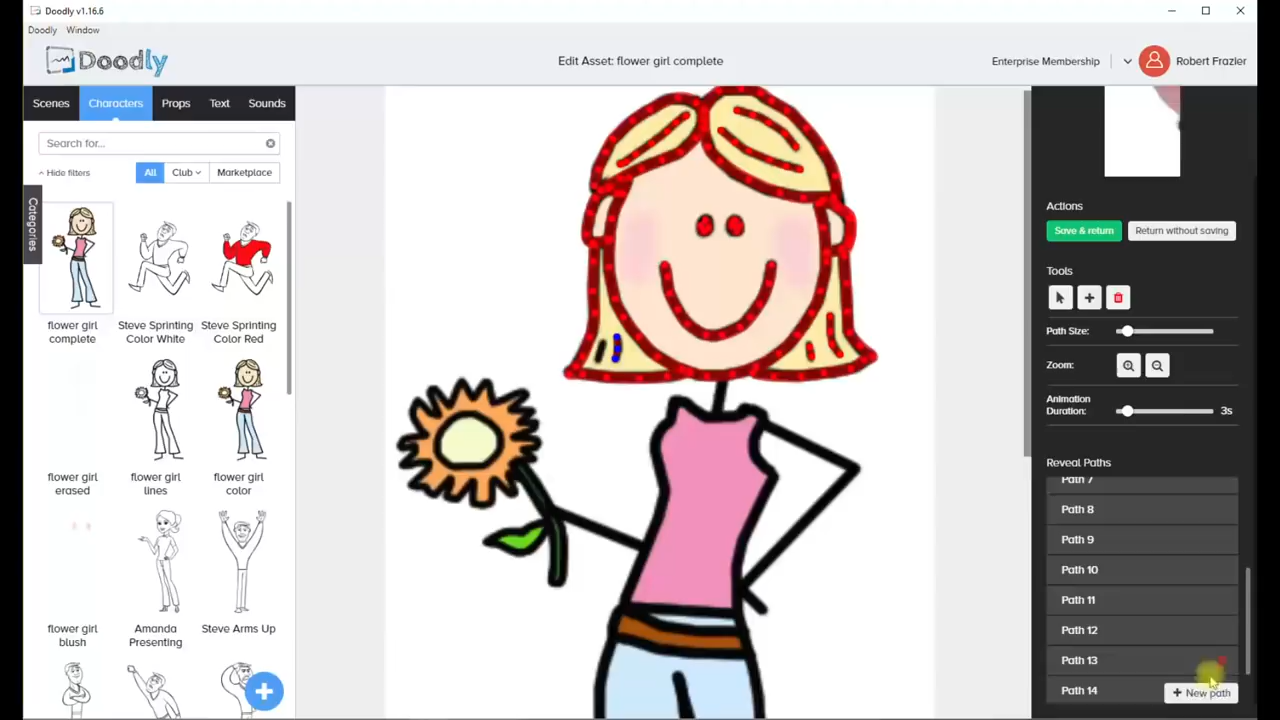 Doodly v1.16.6
Doodly Window
Doodly
Edit Asset: flower girl complete
Enterprise Membership
Robert Frazier
Scenes Characters Props Text Sounds
Search for...
Hide filters
All Club Marketplace
Categories
flower girl complete
Steve Sprinting Color White
Steve Sprinting Color Red
flower girl erased
flower girl lines
flower girl color
flower girl blush
Amanda Presenting
Steve Arms Up
Actions
Save & return
Return without saving
Tools
Path Size:
Zoom:
Animation Duration:
3s
Reveal Paths
Path 7
Path 8
Path 9
Path 10
Path 11
Path 12
Path 13
Path 14
+ New path